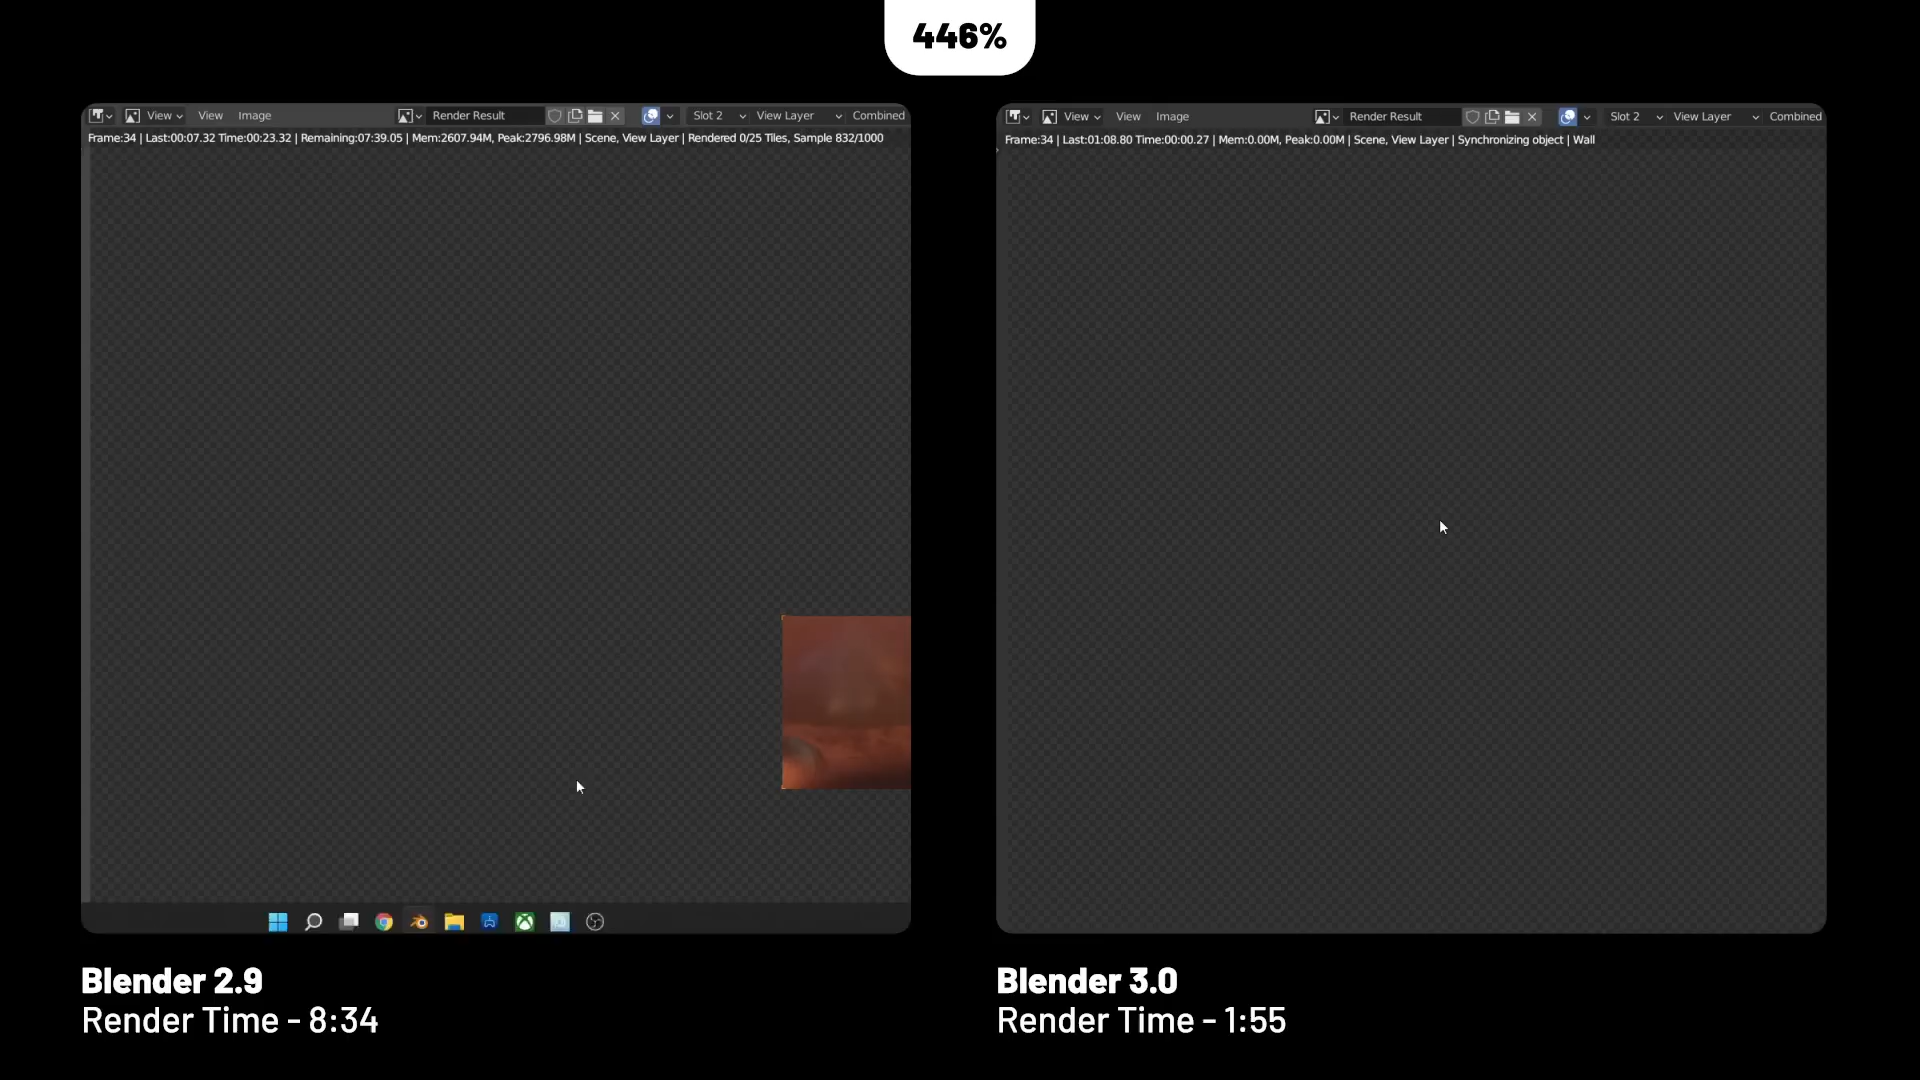 446%
View View Image Render Result Slot 2 View Layer Combined
Frame:34 | Last:00:07.32 Time:00:23.32 | Remaining:07:39.05 | Mem:2607.94M, Peak:2796.98M | Scene, View Layer | Rendered 0/25 Tiles, Sample 832/1000
View View Image Render Result Slot 2 View Layer Combined
Frame:34 | Last:01:08.80 Time:00:00.27 | Mem:0.00M, Peak:0.00M | Scene, View Layer | Synchronizing object | Wall
Blender 2.9
Render Time - 8:34
Blender 3.0
Render Time - 1:55